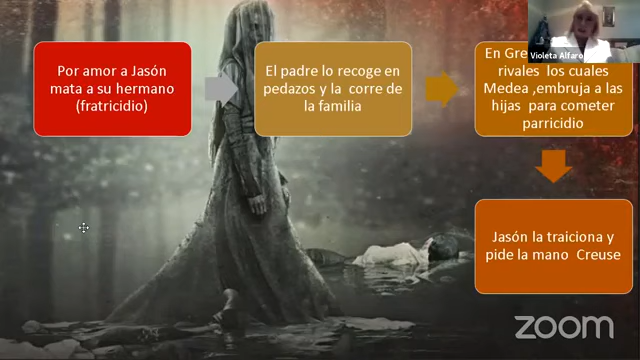 Por amor a Jasón
mata a su hermano
(fratricidio)
El padre lo recoge en
pedazos y la corre de
la familia
En Gre
rivales los cuales
Medea ,embruja a las
hijas para cometer
parricidio
Jasón la traiciona y
pide la mano Creuse
Violeta Alfaro
zoom